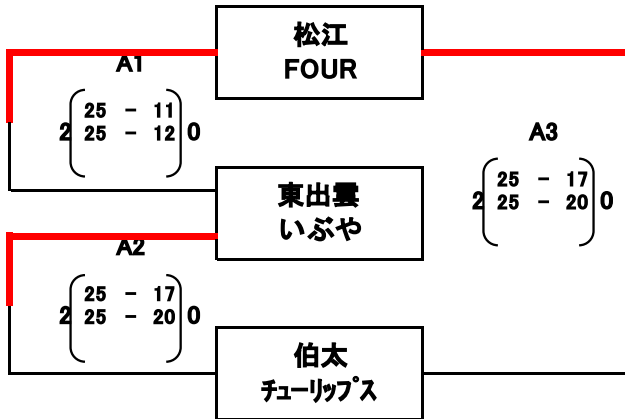 松江
FOUR
A1
25 - 11
2 25 - 12 0
A3
25 - 17
2 25 - 20 0
東出雲
いぶや
A2
25 - 17
2 25 - 20 0
伯太
チューリップス